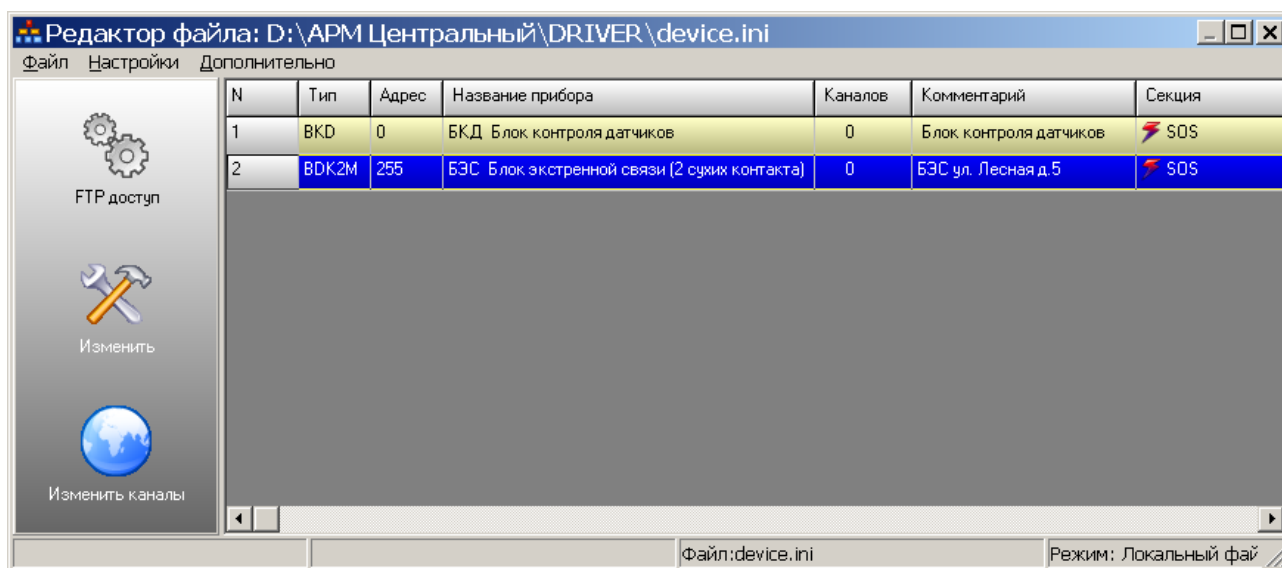 Редактор файла: D:\АРМ Центральный\DRIVER\device.ini
Файл Настройки Дополнительно
N Тип Адрес Название прибора Каналов Комментарий Секция
1 BKD 0 БКД Блок контроля датчиков 0 Блок контроля датчиков SOS
2 BDK2M 255 БЭС Блок экстренной связи (2 сухих контакта) 0 БЭС ул. Лесная д.5 SOS
FTP доступ
Изменить
Изменить каналы
Файл:device.ini Режим: Локальный фай